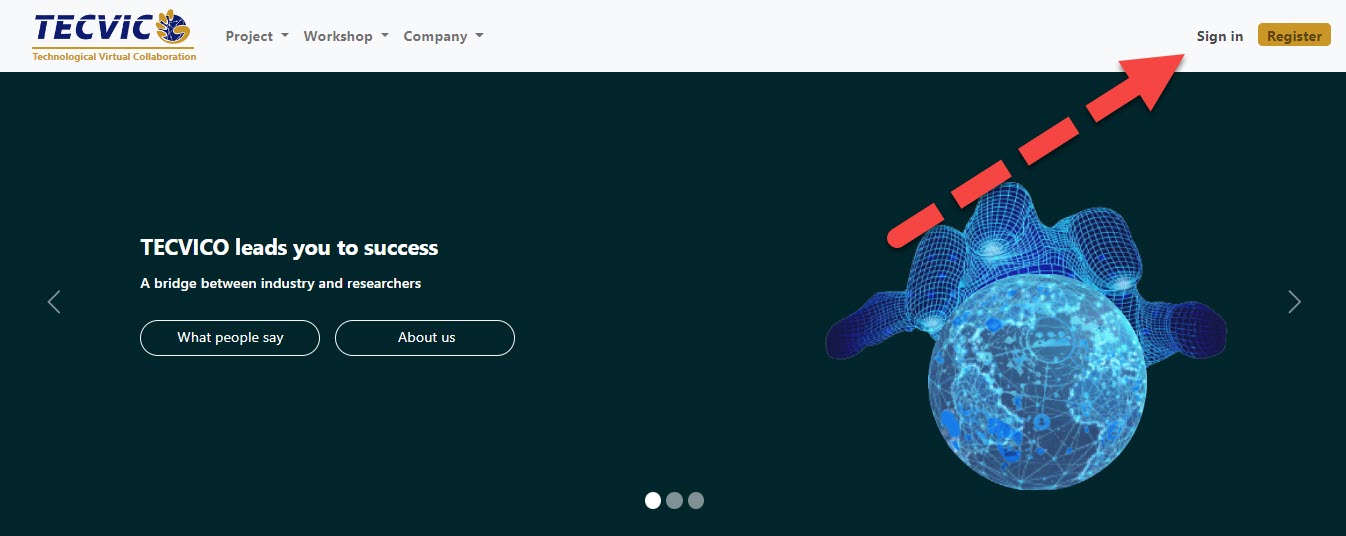 TECVICO
Technological Virtual Collaboration
Project Workshop Company
Sign in Register
TECVICO leads you to success
A bridge between industry and researchers
What people say About us